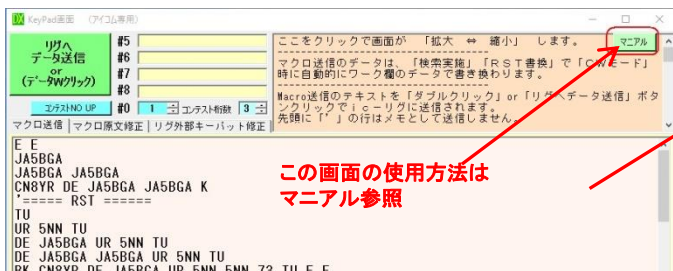 KeyPad画面 (アイコム専用)
リグへ
データ送信
or
(データWクリック)
#5
#6
#7
#8
コンテストNO UP
#0 1 コンテスト桁数 3
マクロ送信 マクロ原文修正 リグ外部キーパット修正
ここをクリックで画面が 「拡大 ⇔ 縮小」 します。
マニアル
マクロ送信のデータは、「検索実施」「RST書換」で「CWモード」
時に自動的にワーク欄のデータで書き換わります。
Macro送信のテキストを「ダブルクリック」or「リグへデータ送信」ボタ
ンクリックでicーリグに送信されます。
先頭に「'」の行はメモとして送信しません。
E E
JA5BGA
JA5BGA JA5BGA
CN8YR DE JA5BGA JA5BGA K
'===== RST ======
TU
UR 5NN TU
DE JA5BGA UR 5NN TU
DE JA5BGA JA5BGA UR 5NN TU
BK CN8YR DE JA5BGA UR 5NN 5NN 73 TU E E
この画面の使用方法は
マニアル参照